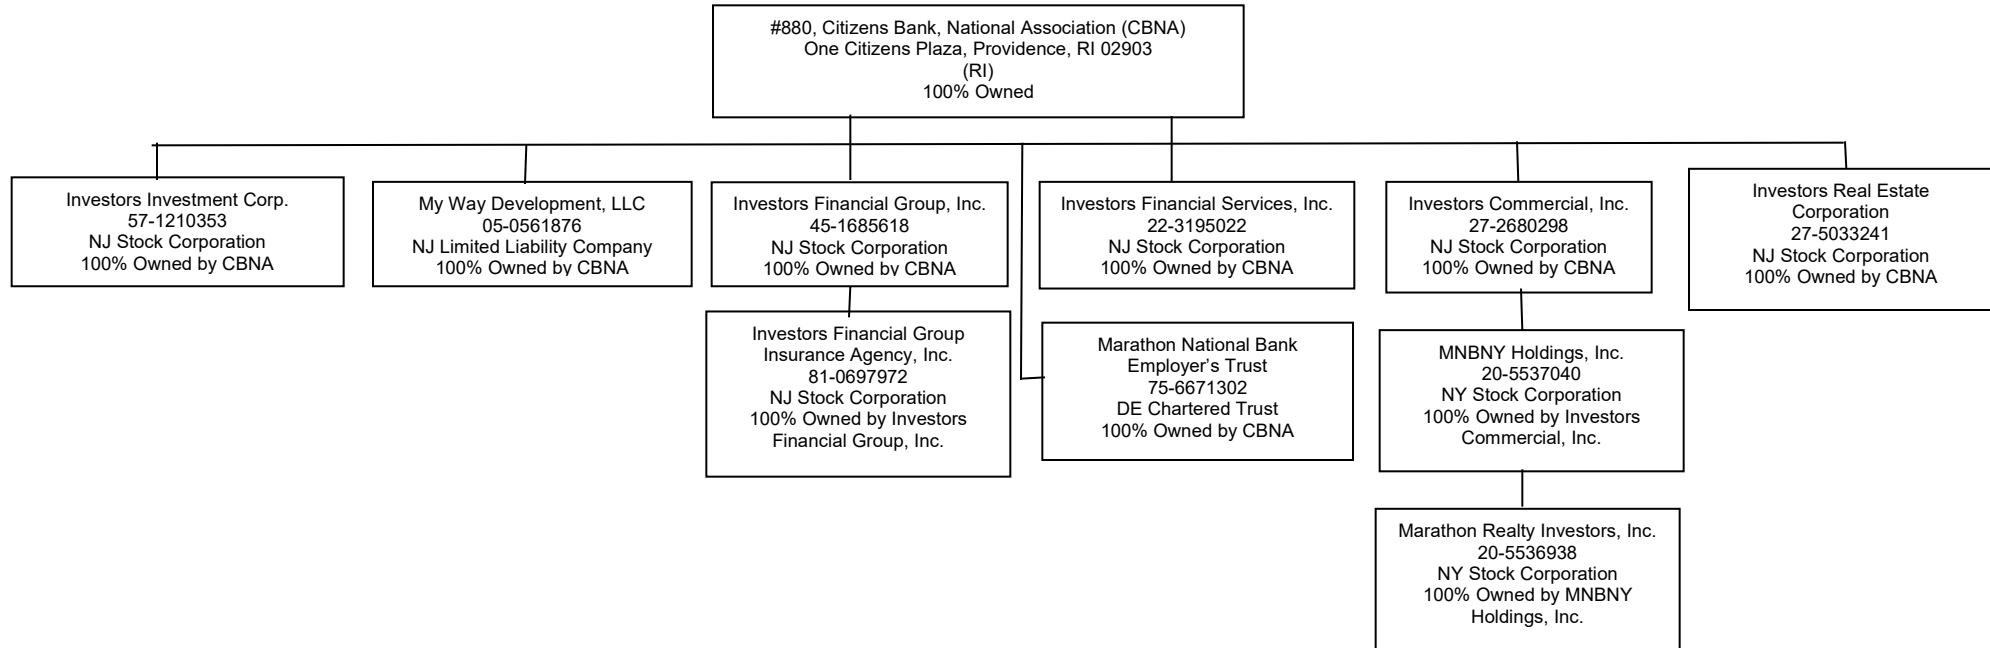 #880, Citizens Bank, National Association (CBNA)
One Citizens Plaza, Providence, RI 02903
(RI)
100% Owned
Investors Investment Corp.
57-1210353
NJ Stock Corporation
100% Owned by CBNA
My Way Development, LLC
05-0561876
NJ Limited Liability Company
100% Owned by CBNA
Investors Financial Group, Inc.
45-1685618
NJ Stock Corporation
100% Owned by CBNA
Investors Financial Services, Inc.
22-3195022
NJ Stock Corporation
100% Owned by CBNA
Investors Commercial, Inc.
27-2680298
NJ Stock Corporation
100% Owned by CBNA
Investors Real Estate
Corporation
27-5033241
NJ Stock Corporation
100% Owned by CBNA
Investors Financial Group
Insurance Agency, Inc.
81-0697972
NJ Stock Corporation
100% Owned by Investors
Financial Group, Inc.
Marathon National Bank
Employer’s Trust
75-6671302
DE Chartered Trust
100% Owned by CBNA
MNBNY Holdings, Inc.
20-5537040
NY Stock Corporation
100% Owned by Investors
Commercial, Inc.
Marathon Realty Investors, Inc.
20-5536938
NY Stock Corporation
100% Owned by MNBNY
Holdings, Inc.